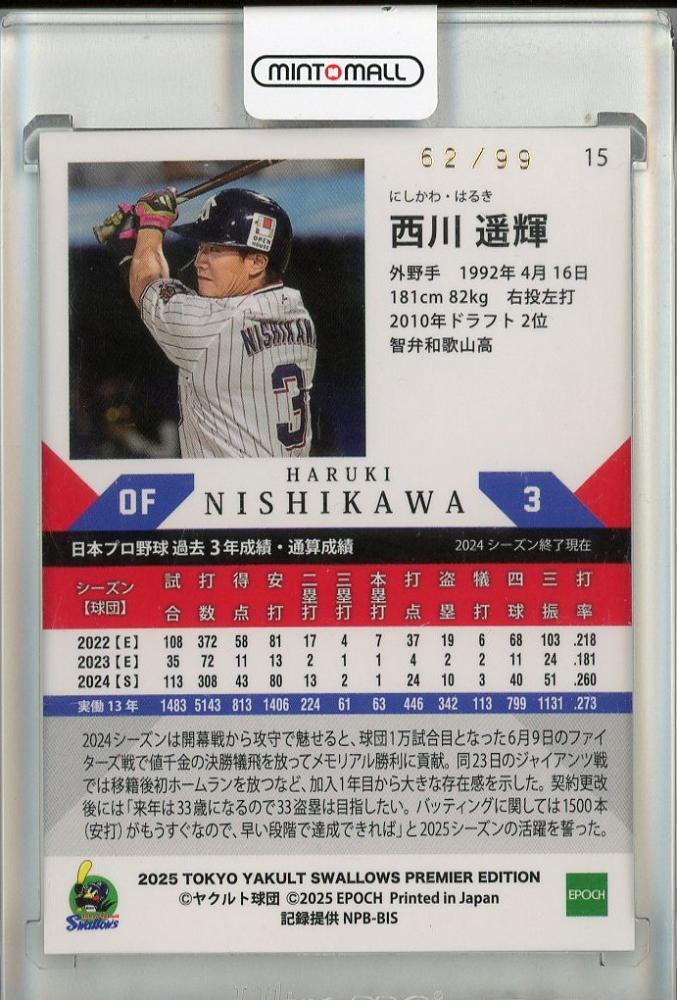 MINTOMALL
62/99
15
にしかわ・はるき
西川 遥輝
外野手 1992年 4月 16日
181cm 82kg 右投左打
2010年ドラフト 2位
智弁和歌山高
OPEN HOUSE
NISHIKAWA
3
HARUKI
OF NISHIKAWA 3
日本プロ野球 過去 3年成績・通算成績 2024 シーズン終了現在
シーズン【球団】 試合 打数 得点 安打 二塁打 三塁打 本塁打 打点 盗塁 犠打 四球 三振 打率
2022【E】 108 372 58 81 17 4 7 37 19 6 68 103 .218
2023【E】 35 72 11 13 2 1 1 4 2 2 11 24 .181
2024【S】 113 308 43 80 13 2 1 24 10 3 40 51 .260
実働 13 年 1483 5143 813 1406 224 61 63 446 342 113 799 1131 .273
2024シーズンは開幕戦から攻守で魅せると、球団1万試合目となった6月9日のファイ
ターズ戦で値千金の決勝犠飛を放ってメモリアル勝利に貢献。同23日のジャイアンツ戦
では移籍後初ホームランを放つなど、加入1年目から大きな存在感を示した。契約更改
後には「来年は33歳になるので33盗塁は目指したい。バッティングに関しては1500本
(安打)がもうすぐなので、早い段階で達成できれば」と2025シーズンの活躍を誓った。
2025 TOKYO YAKULT SWALLOWS PREMIER EDITION
©ヤクルト球団 ©2025 EPOCH Printed in Japan
記録提供 NPB-BIS
Swallows
EPOCH